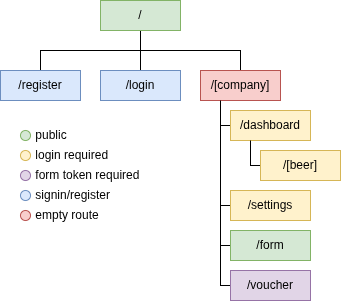 /
/register
/login
/[company]
/dashboard
/[beer]
/settings
/form
/voucher
public
login required
form token required
signin/register
empty route